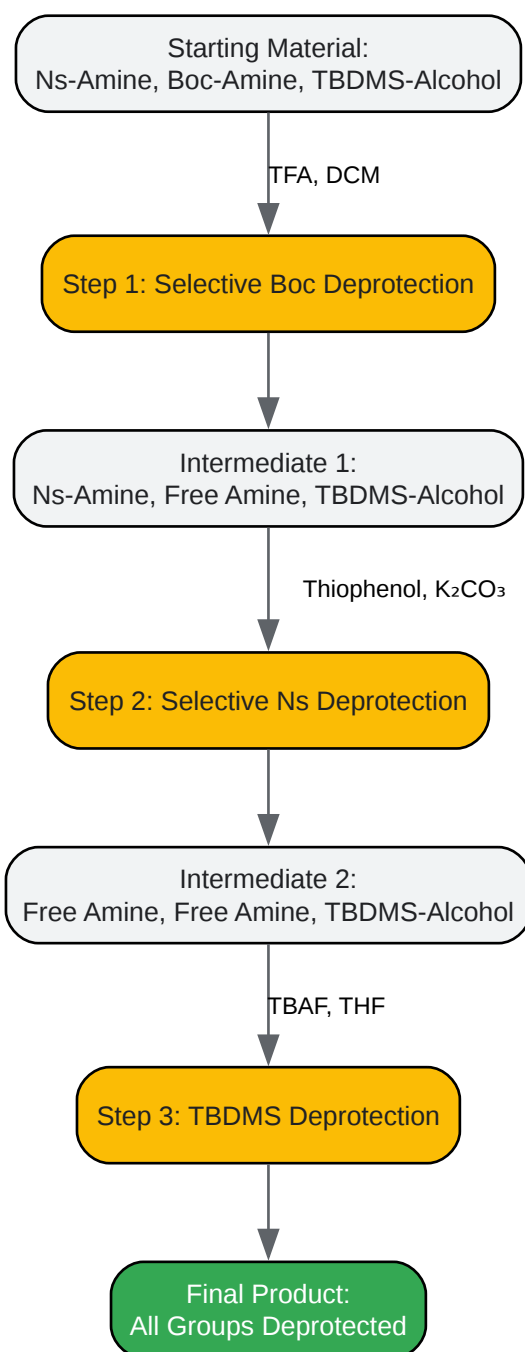 Starting Material:
Ns-Amine, Boc-Amine, TBDMS-Alcohol
TFA, DCM
Step 1: Selective Boc Deprotection
Intermediate 1:
Ns-Amine, Free Amine, TBDMS-Alcohol
Thiophenol, K₂CO₃
Step 2: Selective Ns Deprotection
Intermediate 2:
Free Amine, Free Amine, TBDMS-Alcohol
TBAF, THF
Step 3: TBDMS Deprotection
Final Product:
All Groups Deprotected